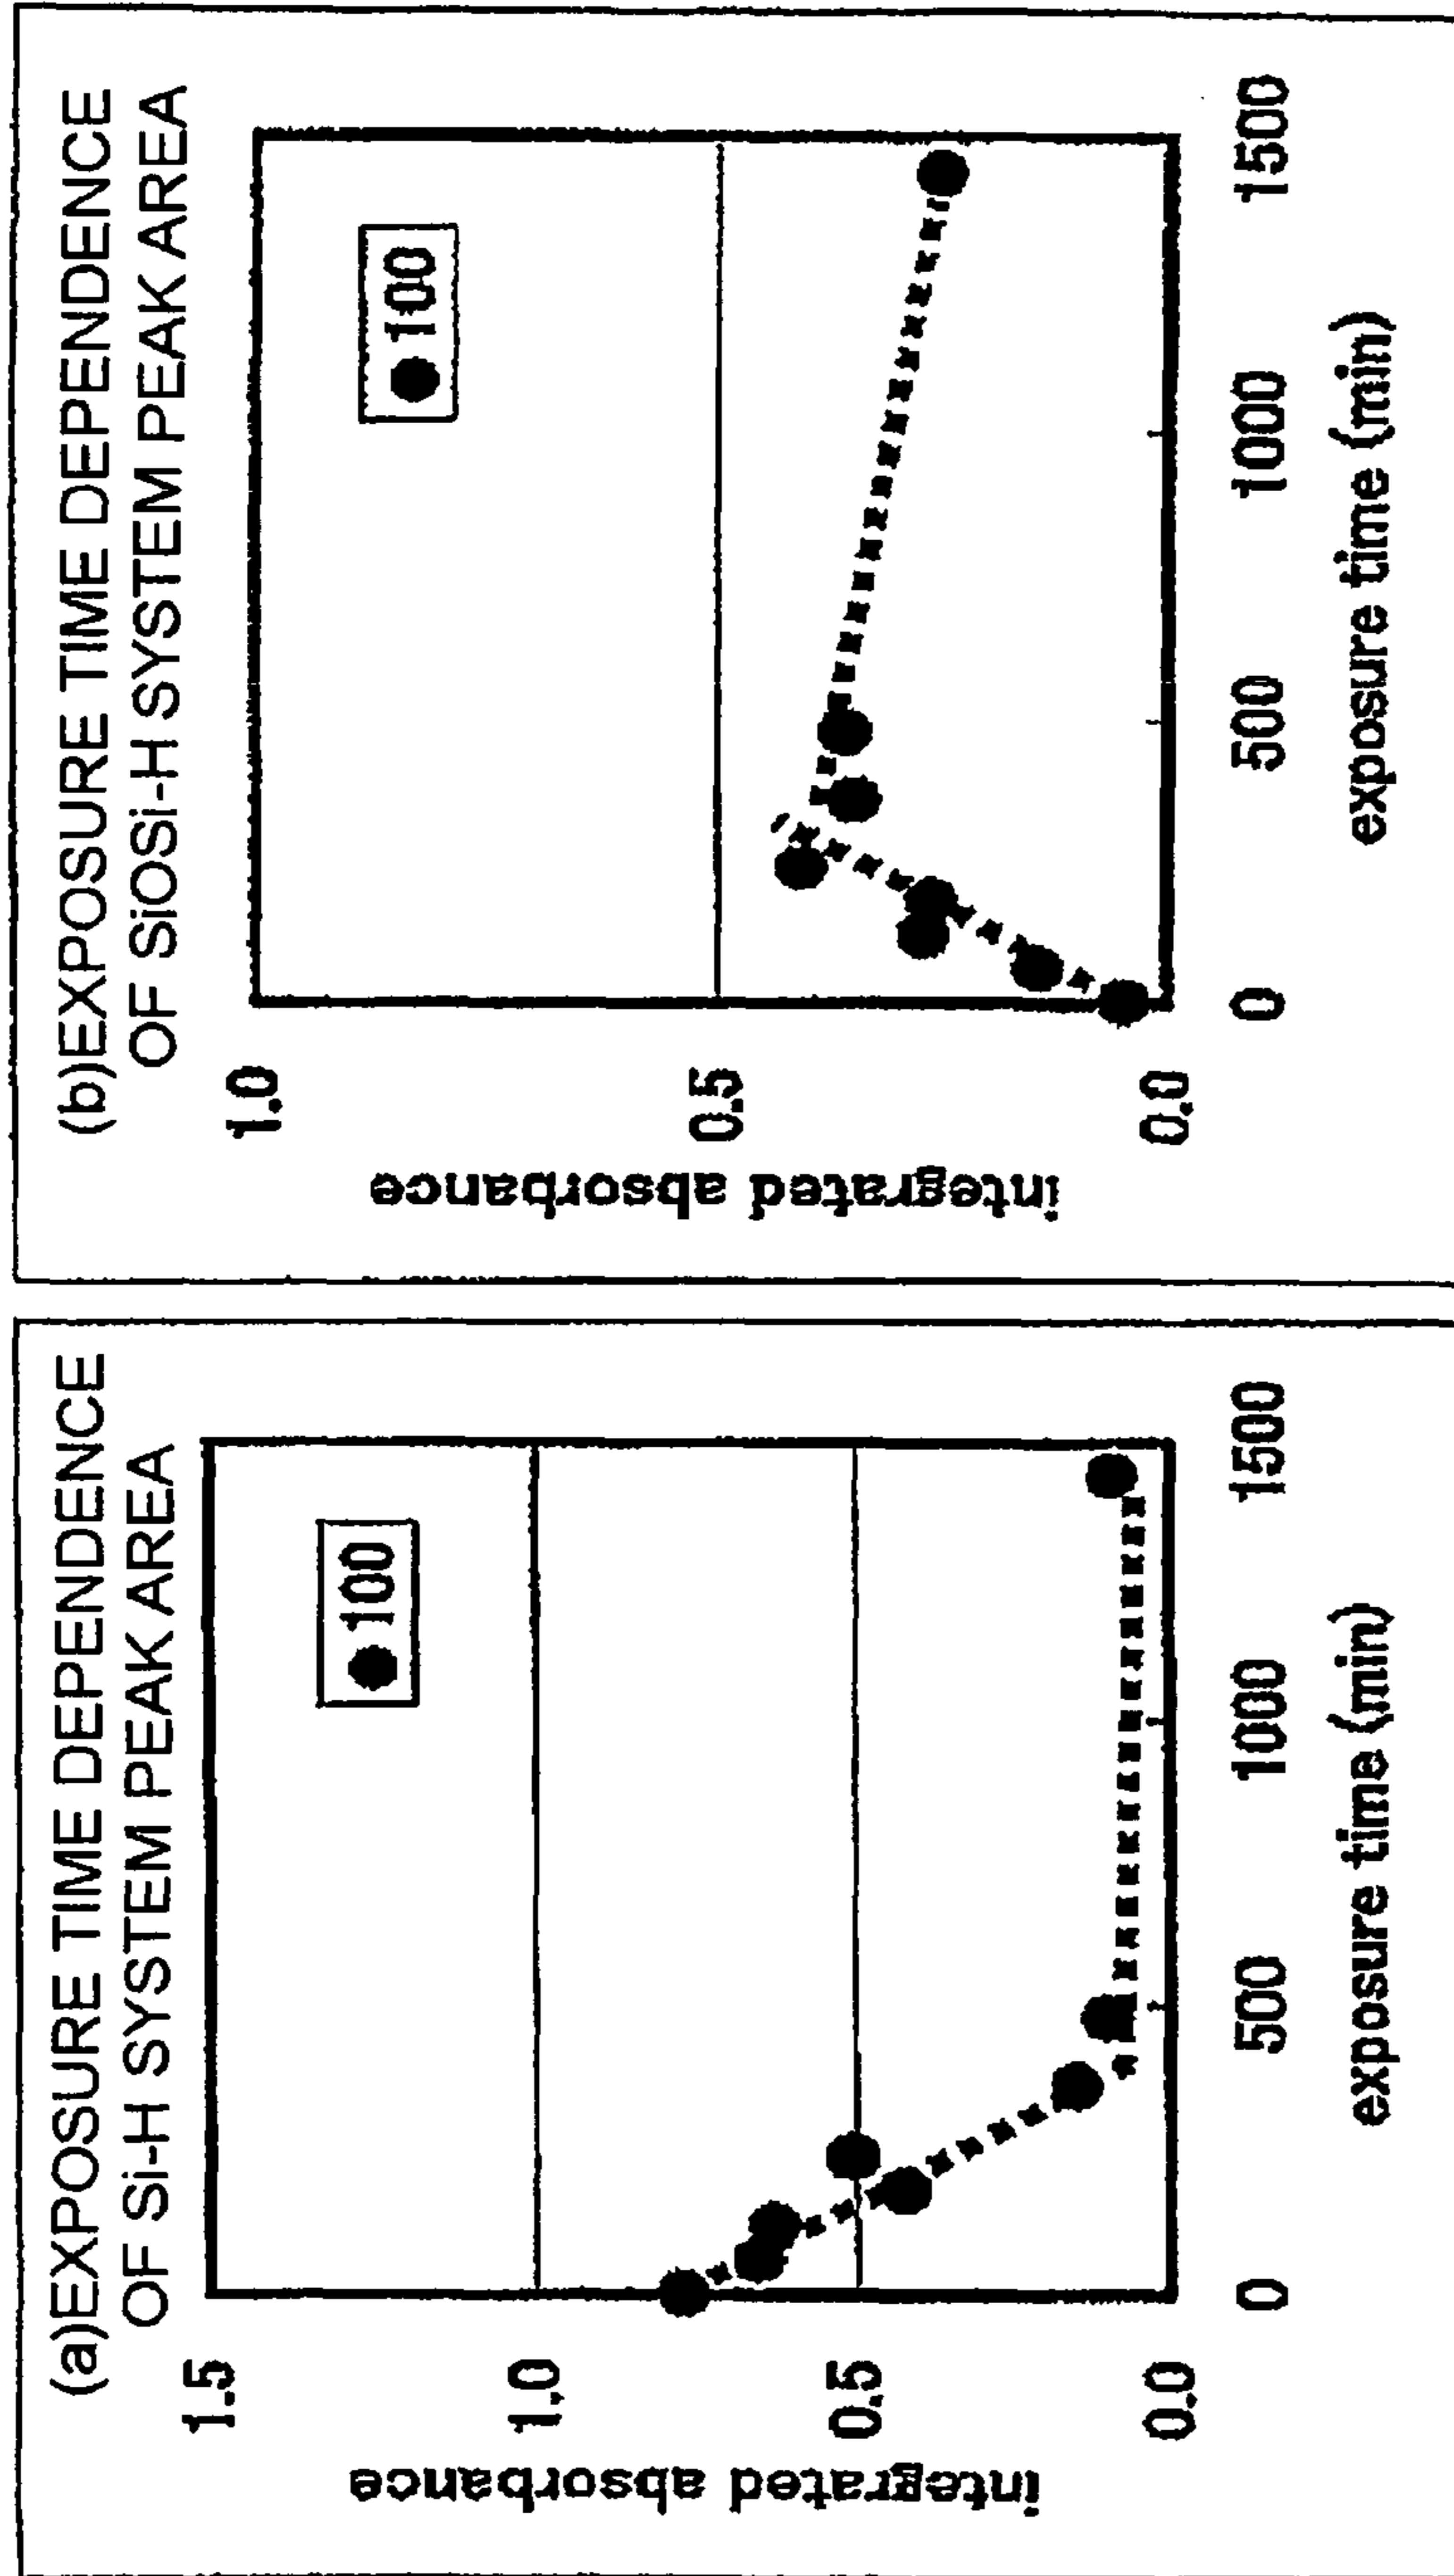 (a)EXPOSURE TIME DEPENDENCE
OF Si-H SYSTEM PEAK AREA
1.5
1.0
0.5
0.0
integrated absorbance
100
0
500
1000
1500
exposure time (min)
(b)EXPOSURE TIME DEPENDENCE
OF SiOSi-H SYSTEM PEAK AREA
1.0
0.5
0.0
integrated absorbance
100
0
500
1000
1500
exposure time (min)